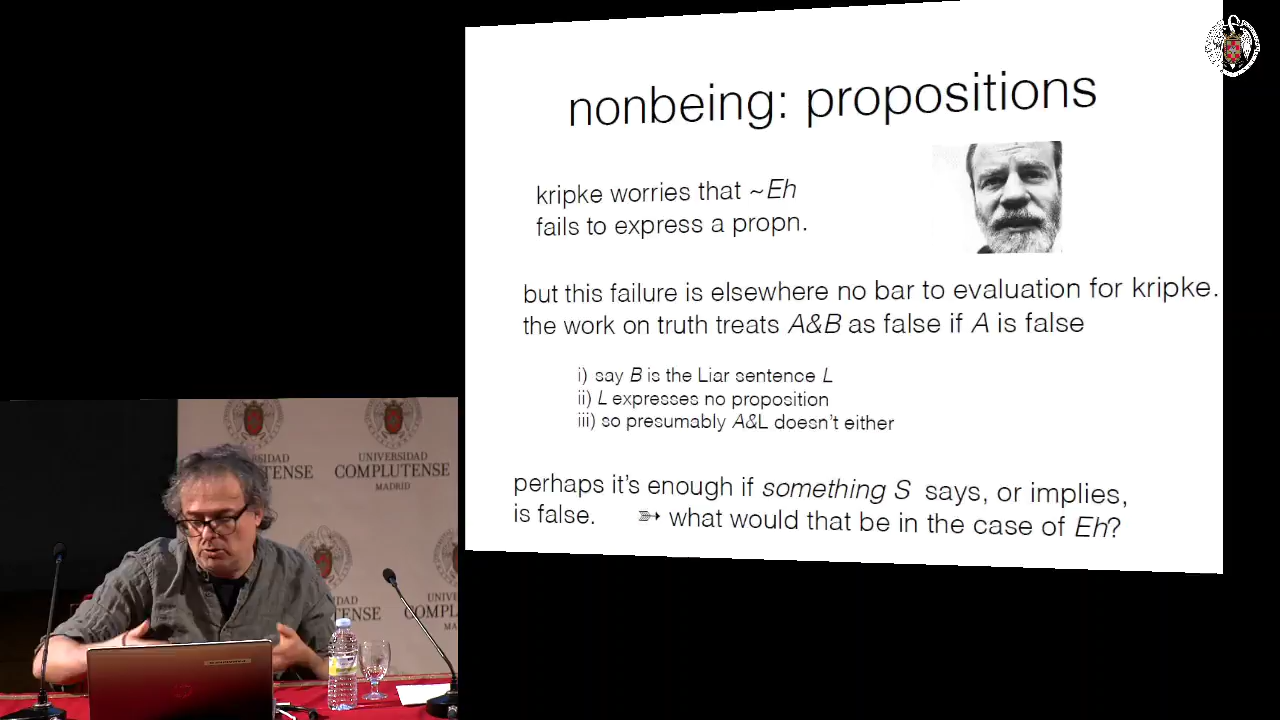 nonbeing: propositions
kripke worries that ~Eh
fails to express a propn.
but this failure is elsewhere no bar to evaluation for kripke.
the work on truth treats A&B as false if A is false
i) say B is the Liar sentence L
ii) L expresses no proposition
iii) so presumably A&L doesn't either
perhaps it's enough if something S says, or implies,
is false. ➳ what would that be in the case of Eh?
UNIVERSIDAD
COMPLUTENSE
MADRID
TENSE